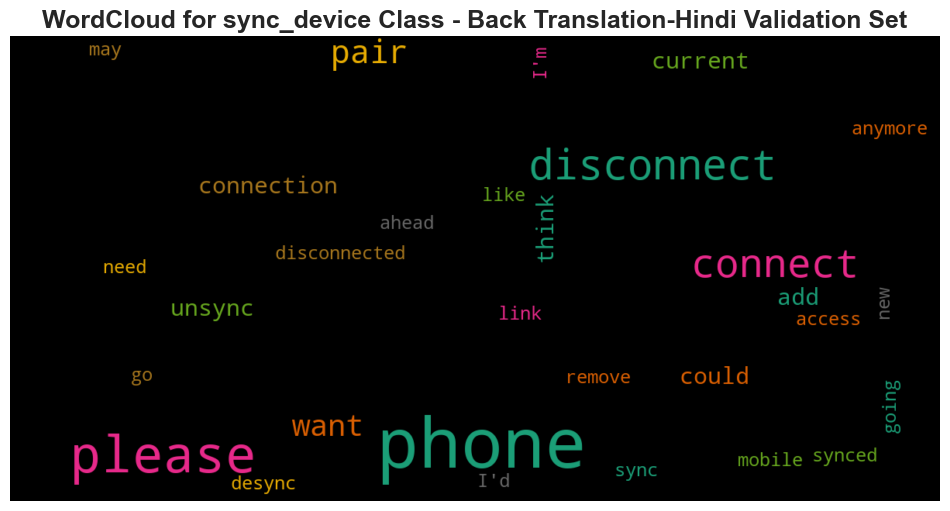 WordCloud for sync_device Class - Back Translation-Hindi Validation Set
may
pair
I'm
current
anymore
disconnect
connection
like
think
ahead
disconnected
need
connect
add
new
access
unsync
link
go
remove
could
going
want
phone
please
mobile
synced
sync
I'd
desync